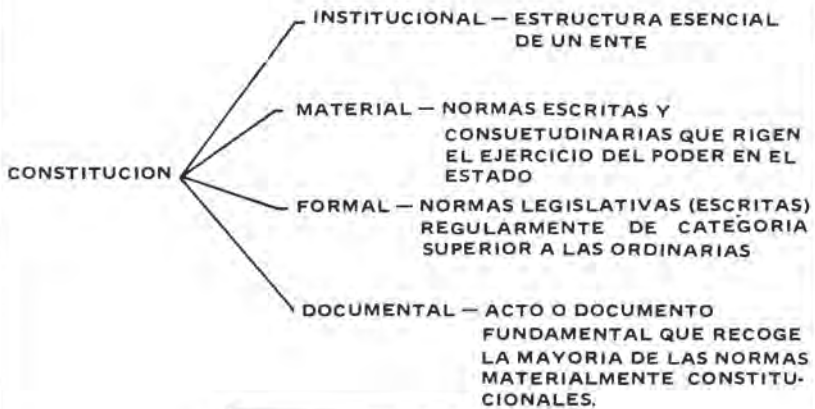 INSTITUCIONAL — ESTRUCTURA ESENCIAL
DE UN ENTE
MATERIAL — NORMAS ESCRITAS Y
CONSUETUDINARIAS QUE RIGEN
EL EJERCICIO DEL PODER EN EL
ESTADO
CONSTITUCION
FORMAL — NORMAS LEGISLATIVAS (ESCRITAS)
REGULARMENTE DE CATEGORIA
SUPERIOR A LAS ORDINARIAS
DOCUMENTAL — ACTO O DOCUMENTO
FUNDAMENTAL QUE RECOGE
LA MAYORIA DE LAS NORMAS
MATERIALMENTE CONSTITU-
CIONALES.